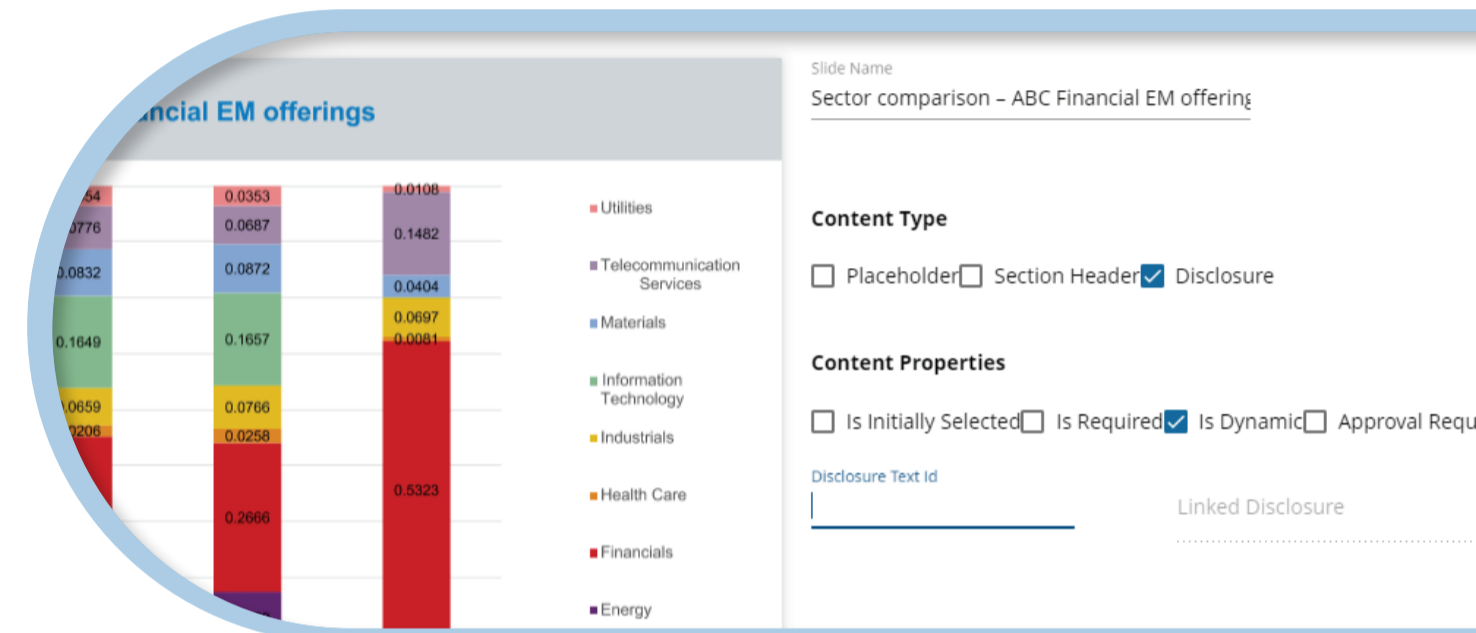 Financial EM offerings
0.0353
0.0687
0.0872
0.1657
0.0766
0.0258
0.2666
0.0108
0.1482
0.0404
0.0697
0.0081
0.5323
54
0776
0.0832
0.1649
0.0659
0206
Utilities
Telecommunication
Services
Materials
Information
Technology
Industrials
Health Care
Financials
Energy
Slide Name
Sector comparison – ABC Financial EM offering
Content Type
Placeholder Section Header Disclosure
Content Properties
Is Initially Selected Is Required Is Dynamic Approval Requ
Disclosure Text Id
Linked Disclosure